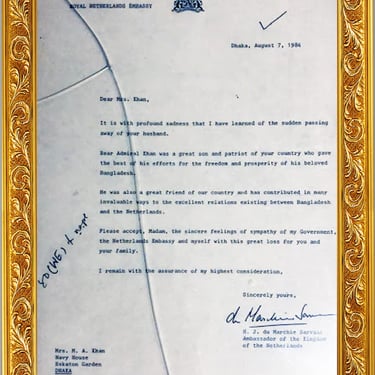 ROYAL NETHERLANDS EMBASSY
Dhaka, August 7, 1984
Dear Mrs. Khan,
It is with profound sadness that I have learned of the sudden passing
away of your husband.
Rear Admiral Khan was a great son and patriot of your country who gave
the best of his efforts for the freedom and prosperity of his beloved
Bangladesh.
He was also a great friend of our country and has contributed in many
invaluable ways to the excellent relations existing between Bangladesh
and the Netherlands.
Please accept, Madam, the sincere feelings of sympathy of my Government,
the Netherlands Embassy and myself with this great loss for you and
your family.
I remain with the assurance of my highest consideration,
Sincerely yours,
du Marchie Sarvaas
H. J. du Marchie Sarvaas
Ambassador of the Kingdom
of the Netherlands
Mrs. M. A. Khan
Navy House
Eskaton Garden
DHAKA